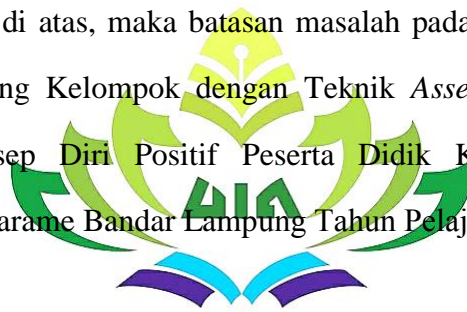 di atas, maka batasan masalah pada
ng Kelompok dengan Teknik Asse
sep Diri Positif Peserta Didik K
arame Bandar Lampung Tahun Pelaj
UIN